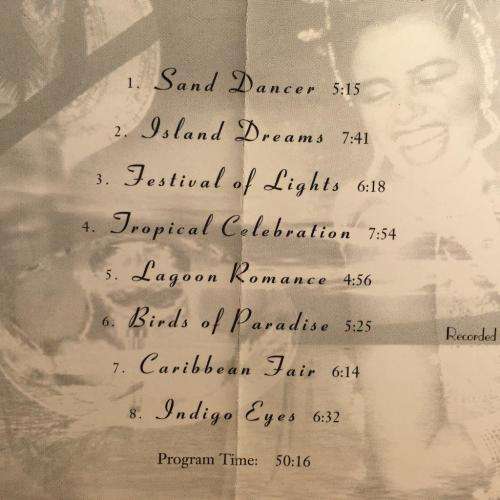 1. Sand Dancer 5:15
2. Island Dreams 7:41
3. Festival of Lights 6:18
4. Tropical Celebration 7:54
5. Lagoon Romance 4:56
6. Birds of Paradise 5:25
Recorded
7. Caribbean Fair 6:14
8. Indigo Eyes 6:32
Program Time: 50:16